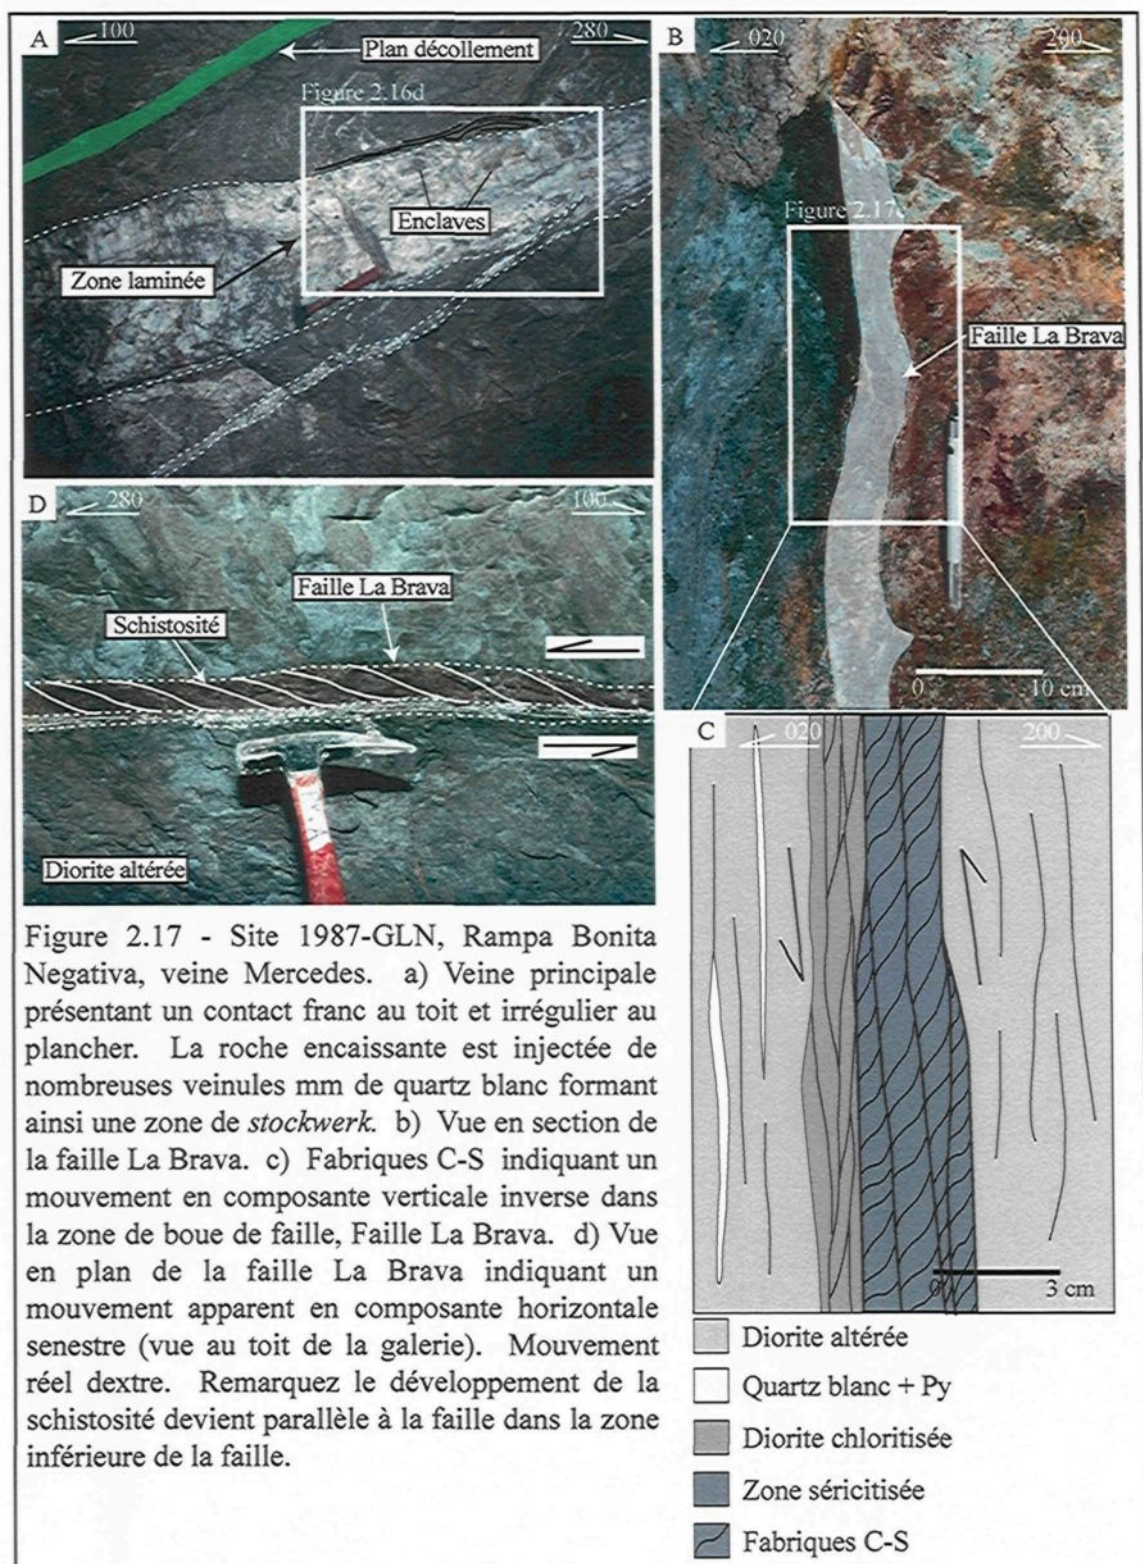 A
100
280
Plan décollement
Figure 2.16d
Enclaves
Zone laminée
B
020
200
Faille La Brava
0
10 cm
D
280
100
Faille La Brava
Schistosité
Diorite altérée
C
020
200
0
3 cm
Diorite altérée
Quartz blanc + Py
Diorite chloritisée
Zone séricitisée
Fabriques C-S
Figure 2.17 - Site 1987-GLN, Rampa Bonita
Negativa, veine Mercedes. a) Veine principale
présentant un contact franc au toit et irrégulier au
plancher. La roche encaissante est injectée de
nombreuses veinules mm de quartz blanc formant
ainsi une zone de stockwerk. b) Vue en section de
la faille La Brava. c) Fabriques C-S indiquant un
mouvement en composante verticale inverse dans
la zone de boue de faille, Faille La Brava. d) Vue
en plan de la faille La Brava indiquant un
mouvement apparent en composante horizontale
senestre (vue au toit de la galerie). Mouvement
réel dextre. Remarquez le développement de la
schistosité devient parallèle à la faille dans la zone
inférieure de la faille.